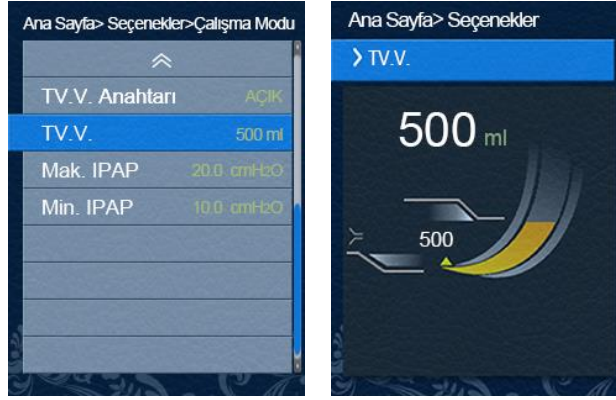 Ana Sayfa> Seçenekler>Çalışma Modu
TV.V. Anahtarı AÇIK
TV.V. 500 ml
Mak. IPAP 20.0 cmH2O
Min. IPAP 10.0 cmH2O
Ana Sayfa> Seçenekler
TV.V.
500 ml
500